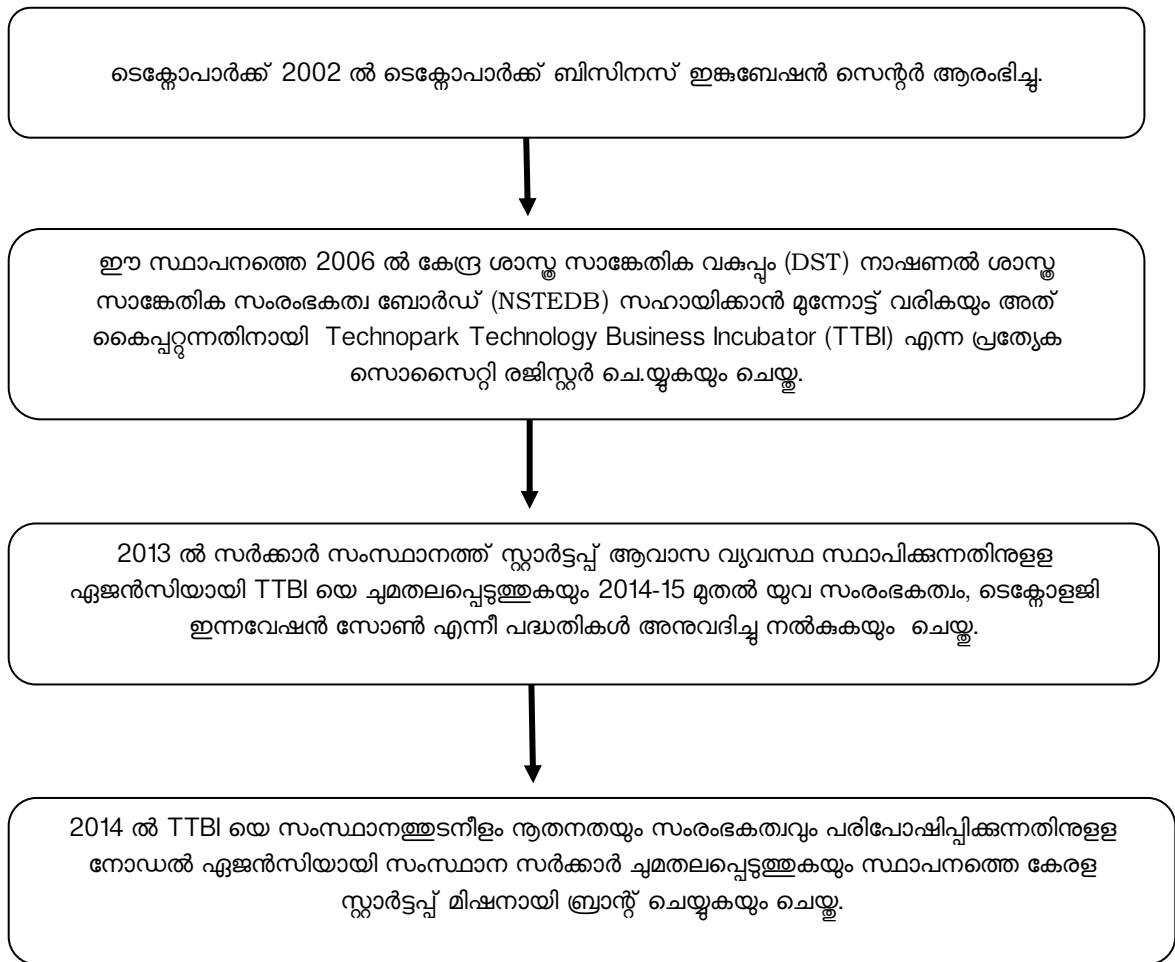 ടെക്നോപാർക്ക് 2002 ൽ ടെക്നോപാർക്ക് ബിസിനസ് ഇങ്കുബേഷൻ സെന്റർ ആരംഭിച്ചു.
ഈ സ്ഥാപനത്തെ 2006 ൽ കേന്ദ്ര ശാസ്ത്ര സാങ്കേതിക വകുപ്പും (DST) നാഷണൽ ശാസ്ത്ര
സാങ്കേതിക സംരംഭകത്വ ബോർഡ് (NSTEDB) സഹായിക്കാൻ മുന്നോട്ട് വരികയും അത്
കൈപ്പറ്റുന്നതിനായി Technopark Technology Business Incubator (TTBI) എന്ന പ്രത്യേക
സൊസൈറ്റി രജിസ്റ്റർ ചെ.യ്യുകയും ചെയ്തു.
2013 ൽ സർക്കാർ സംസ്ഥാനത്ത് സ്റ്റാർട്ടപ്പ് ആവാസ വ്യവസ്ഥ സ്ഥാപിക്കുന്നതിനുളള
ഏജൻസിയായി TTBI യെ ചുമതലപ്പെടുത്തുകയും 2014-15 മുതൽ യുവ സംരംഭകത്വം, ടെക്നോളജി
ഇന്നവേഷൻ സോൺ എന്നീ പദ്ധതികൾ അനുവദിച്ചു നൽകുകയും ചെയ്തു.
2014 ൽ TTBI യെ സംസ്ഥാനത്തുടനീളം നൂതനതയും സംരംഭകത്വവും പരിപോഷിപ്പിക്കുന്നതിനുളള
നോഡൽ ഏജൻസിയായി സംസ്ഥാന സർക്കാർ ചുമതലപ്പെടുത്തുകയും സ്ഥാപനത്തെ കേരള
സ്റ്റാർട്ടപ്പ് മിഷനായി ബ്രാന്റ് ചെയ്യുകയും ചെയ്തു.